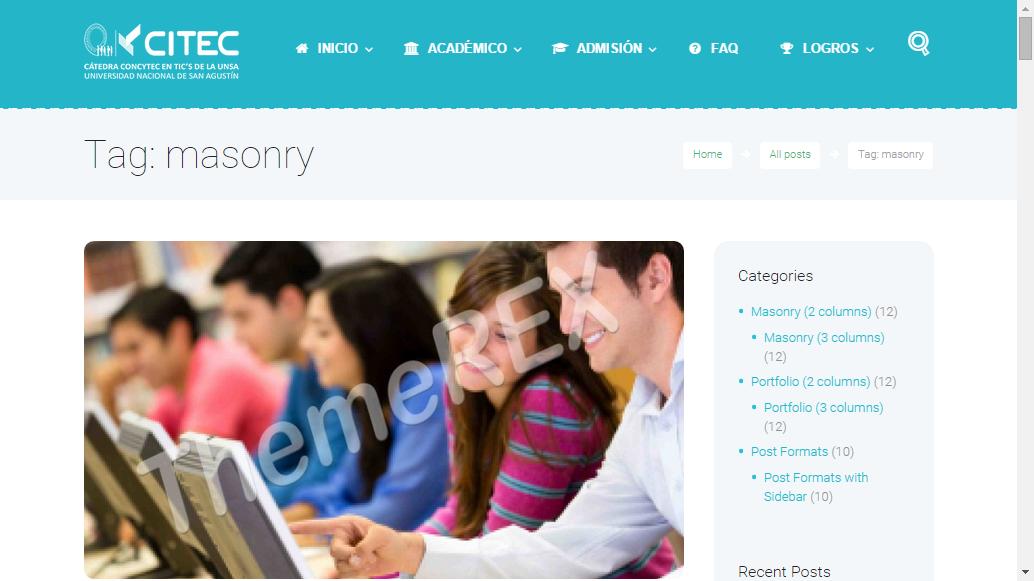 CITEC
CÁTEDRA CONCYTEC EN TIC'S DE LA UNSA
UNIVERSIDAD NACIONAL DE SAN AGUSTÍN
INICIO
ACADÉMICO
ADMISIÓN
FAQ
LOGROS
Tag: masonry
Home
All posts
Tag: masonry
ThemeREX
Categories
Masonry (2 columns) (12)
Masonry (3 columns)
(12)
Portfolio (2 columns) (12)
Portfolio (3 columns)
(12)
Post Formats (10)
Post Formats with
Sidebar (10)
Recent Posts